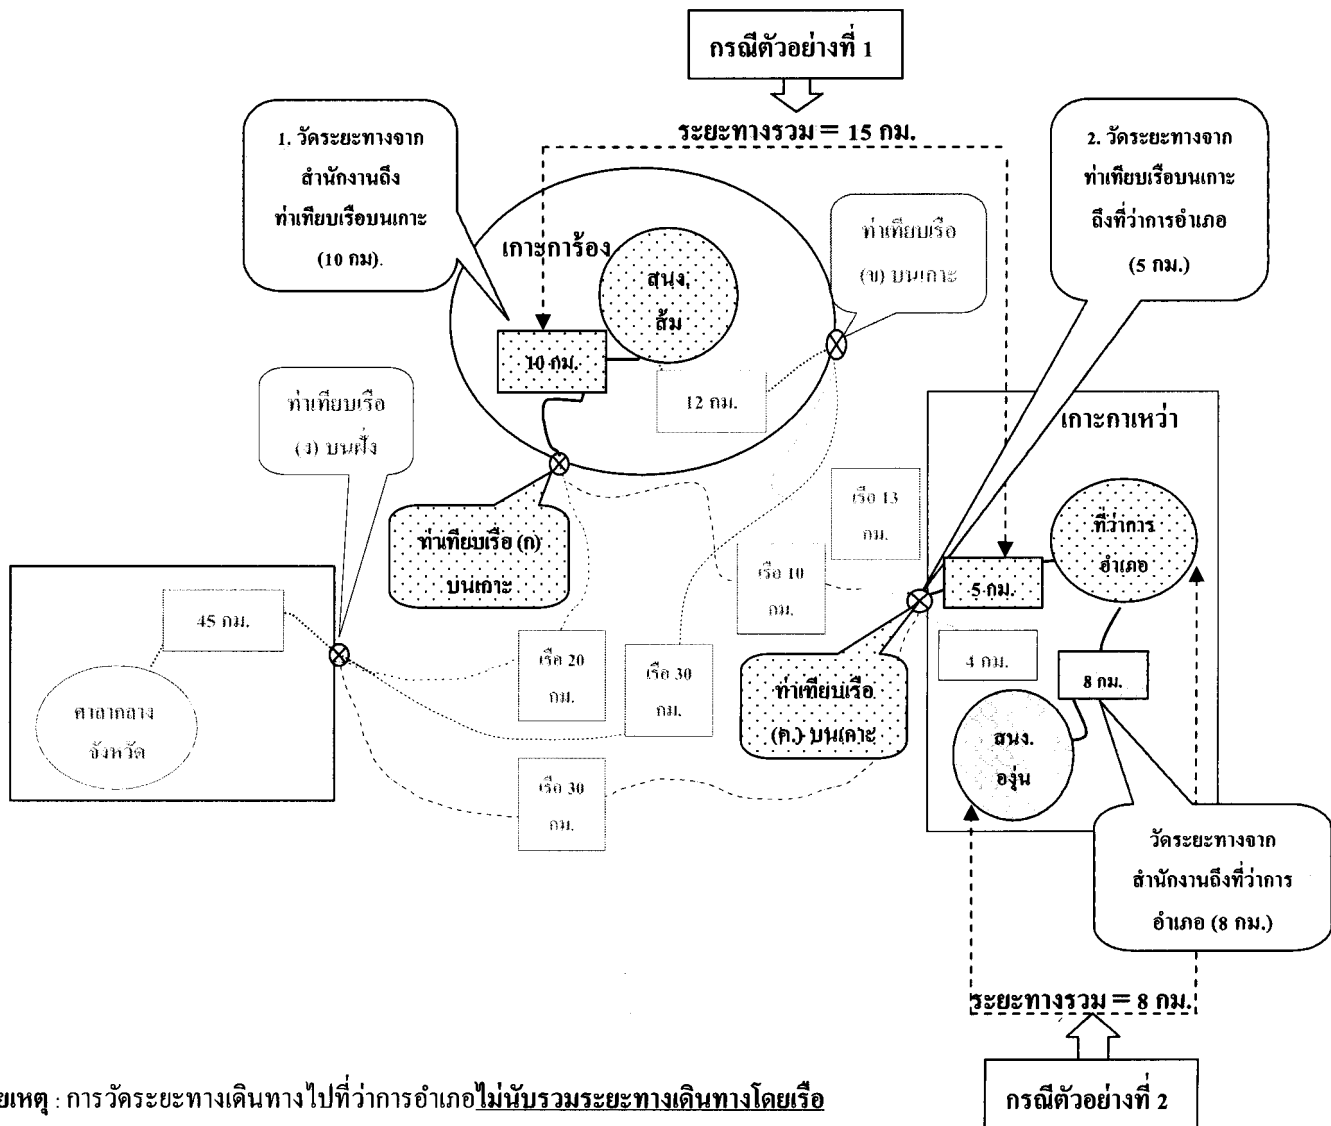 กรณีตัวอย่างที่ 1
ระยะทางรวม = 15 กม.
1. วัดระยะทางจาก
สำนักงานถึง
ท่าเทียบเรือบนเกาะ
(10 กม).
2. วัดระยะทางจาก
ท่าเทียบเรือบนเกาะ
ถึงที่ว่าการอำเภอ
(5 กม.)
เกาะการ้อง
สนง.
ส้ม
ท่าเทียบเรือ
(ข) บนเกาะ
10 กม.
12 กม.
ท่าเทียบเรือ
(ง) บนฝั่ง
เกาะกาเหว่า
ท่าเทียบเรือ (ก)
บนเกาะ
เรือ 13
กม.
ที่ว่าการ
อำเภอ
เรือ 10
กม.
5 กม.
45 กม.
ศาลากลาง
จังหวัด
เรือ 20
กม.
เรือ 30
กม.
ท่าเทียบเรือ
(ค.) บนเกาะ
4 กม.
8 กม.
สนง.
องุ่น
เรือ 30
กม.
วัดระยะทางจาก
สำนักงานถึงที่ว่าการ
อำเภอ (8 กม.)
ระยะทางรวม = 8 กม.
ยเหตุ : การวัดระยะทางเดินทางไปที่ว่าการอำเภอไม่นับรวมระยะทางเดินทางโดยเรือ
กรณีตัวอย่างที่ 2